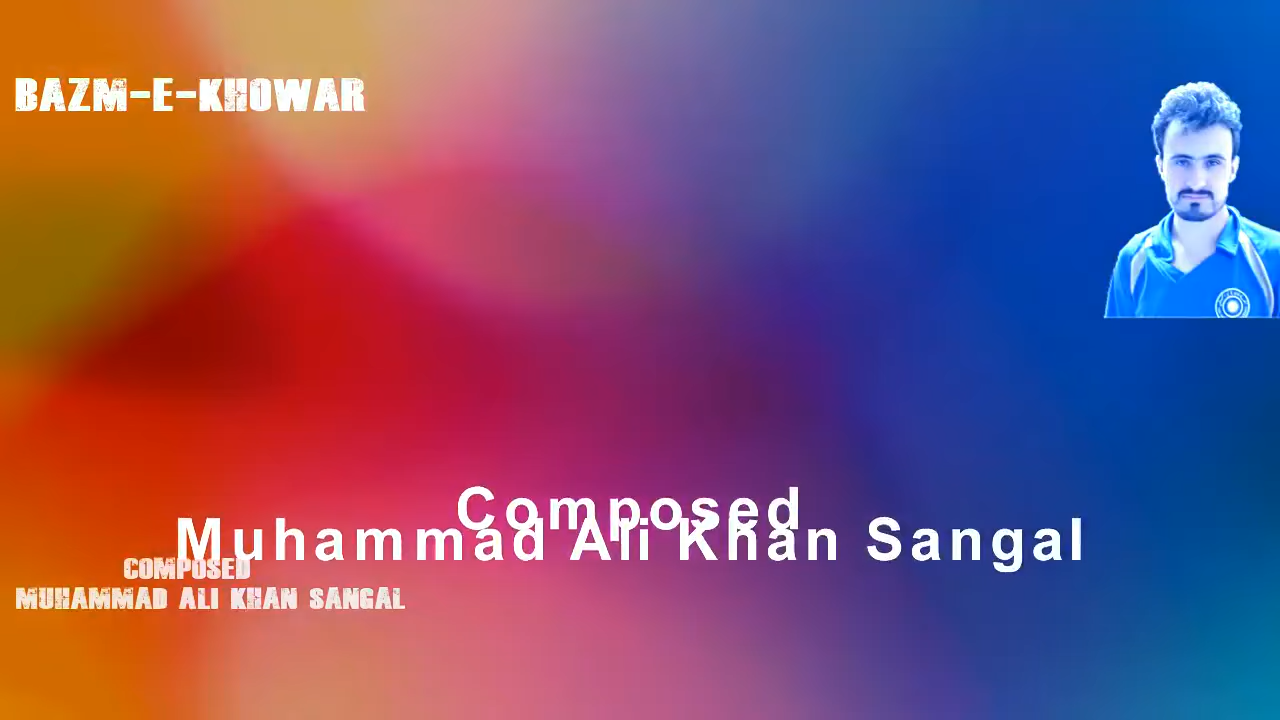 BAZM-E-KHOWAR
Composed
Muhammad Ali Khan Sangal
COMPOSED
MUHAMMAD ALI KHAN SANGAL